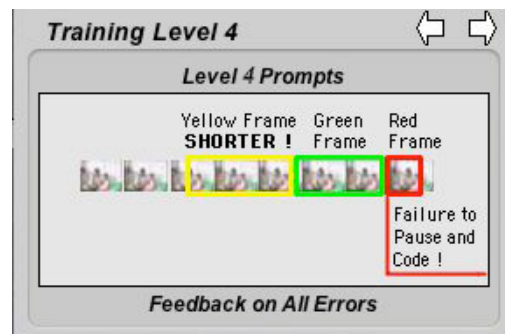 Training Level 4
Level 4 Prompts
Yellow Frame Green Red
SHORTER ! Frame Frame
Failure to
Pause and
Code !
Feedback on All Errors